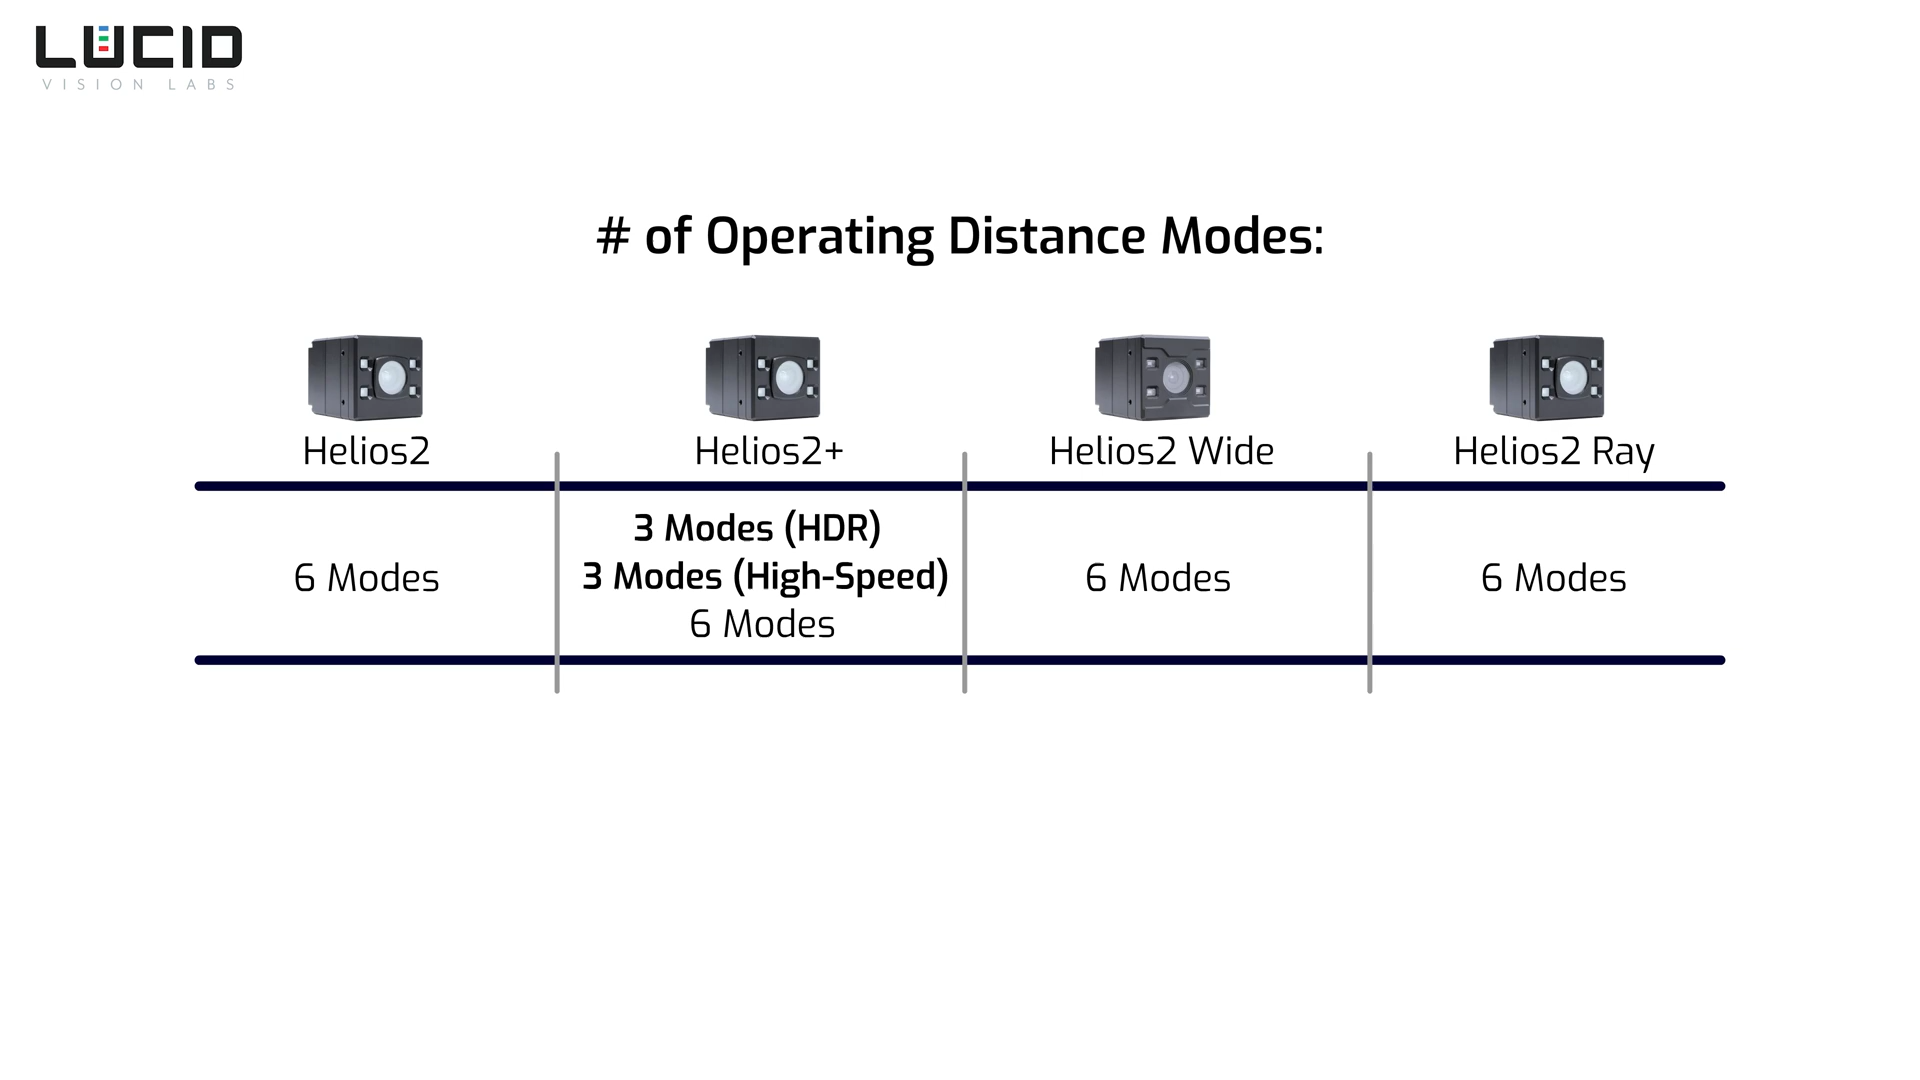 LUCID
VISION LABS
# of Operating Distance Modes:
Helios2
Helios2+
Helios2 Wide
Helios2 Ray
6 Modes
3 Modes (HDR)
3 Modes (High-Speed)
6 Modes
6 Modes
6 Modes